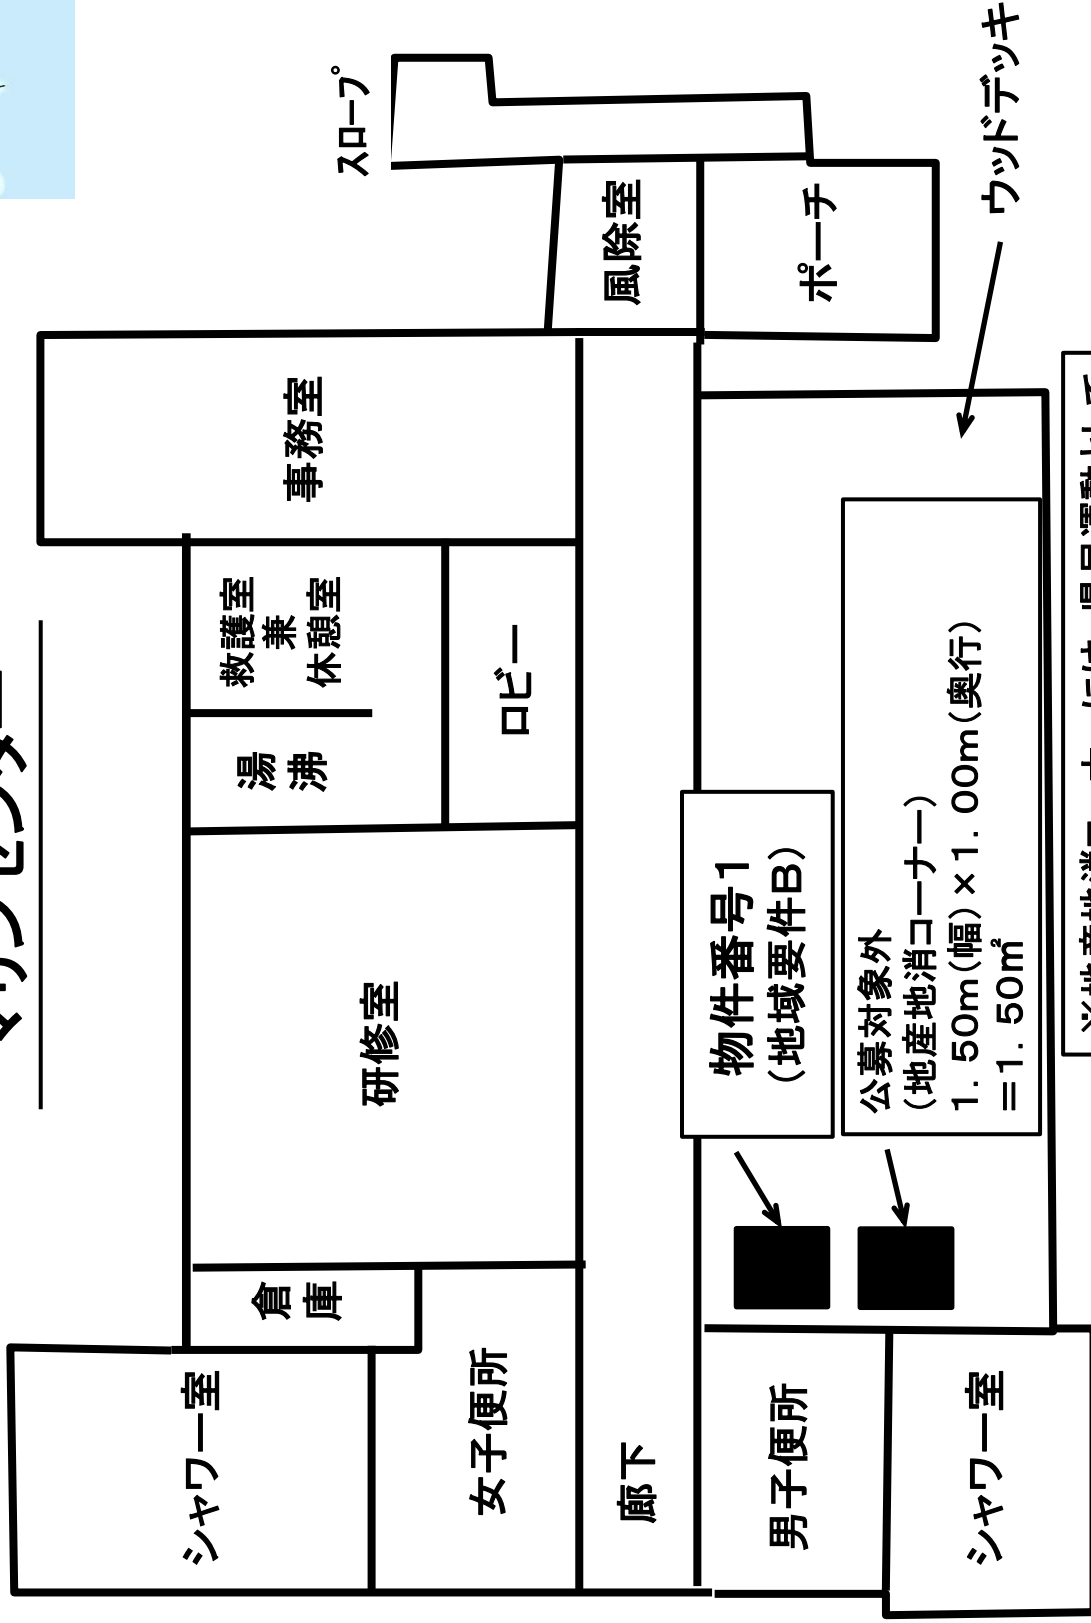 シャワー室
倉
庫
湯
沸
救護室
兼
休憩室
事務室
スロープ
研修室
女子便所
ロビー
風除室
廊下
物件番号1
（地域要件B）
男子便所
ポーチ
公募対象外
（地産地消コーナー）
1．50m（幅）×1．00m（奥行）
＝1．50㎡
シャワー室
ウッドデッキ